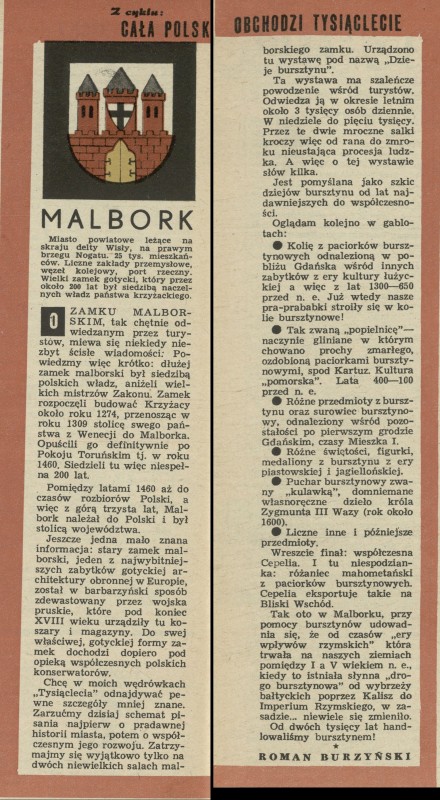 Z cyklu:
CAŁA POLSK OBCHODZI TYSIĄCLECIE
MALBORK
Miasto powiatowe leżące na
skraju delty Wisły, na prawym
brzegu Nogatu. 25 tys. mieszkań-
ców. Liczne zakłady przemysłowe,
węzeł kolejowy, port rzeczny.
Wielki zamek gotycki, który przez
około 200 lat był siedzibą naczel-
nych władz państwa krzyżackiego.
O ZAMKU MALBOR-
SKIM, tak chętnie od-
wiedzanym przez tury-
stów, miewa się niekiedy nie-
zbyt ścisłe wiadomości. Po-
wiedzmy więc krótko: dłużej
zamek malborski był siedzibą
polskich władz, aniżeli wiel-
kich mistrzów Zakonu. Zamek
rozpoczęli budować Krzyżacy
około roku 1274, przenosząc w
roku 1309 stolicę swego pań-
stwa z Wenecji do Malborka.
Opuścili go definitywnie po
Pokoju Toruńskim tj. w roku
1460. Siedzieli tu więc niespeł-
na 200 lat.
Pomiędzy latami 1460 aż do
czasów rozbiorów Polski, a
więc z górą trzysta lat, Mal-
bork należał do Polski i był
stolicą województwa.
Jeszcze jedna mało znana
informacja: stary zamek mal-
borski, jeden z najwybitniej-
szych zabytków gotyckiej ar-
chitektury obronnej w Europie,
został w barbarzyński sposób
zdewastowany przez wojska
pruskie, które pod koniec
XVIII wieku urządziły tu ko-
szary i magazyny. Do swej
właściwej, gotyckiej formy za-
mek dochodzi dopiero pod
opieką współczesnych polskich
konserwatorów.
Chcę w moich wędrówkach
„Tysiąclecia" odnajdywać pe-
wne szczegóły mniej znane.
Zarzućmy dzisiaj schemat pi-
sania najpierw o pradawnej
historii miasta, potem o współ-
czesnym jego rozwoju. Zatrzy-
majmy się wyjątkowo tylko na
dwóch niewielkich salach mal-
borskiego zamku. Urządzono
tu wystawę pod nazwą „Dzie-
je bursztynu".
Ta wystawa ma szaleńcze
powodzenie wśród turystów.
Odwiedza ją w okresie letnim
około 3 tysięcy osób dziennie.
W niedziele do pięciu tysięcy.
Przez te dwie mroczne salki
kroczy więc od rana do zmro-
ku nieustająca procesja ludz-
ka. A więc o tej wystawie
słów kilka.
Jest pomyślana jako szkic
dziejów bursztynu od lat naj-
dawniejszych do współczesno-
ści.
Oglądam kolejno w gablo-
tach:
● Kolię z paciorków bursz-
tynowych odnalezioną w po-
bliżu Gdańska wśród innych
zabytków z ery kultury łużyc-
kiej a więc z lat 1300—650
przed n. e. Już wtedy nasze
pra-prababki stroiły się w ko-
lie bursztynowe!
● Tak zwaną „popielnicę"—
naczynie gliniane w którym
chowano prochy zmarłego,
ozdobioną paciorkami burszty-
nowymi, spod Kartuz. Kultura
„pomorska". Lata 400—100
przed n. e.
● Różne przedmioty z bursz-
tynu oraz surowiec bursztyno-
wy, odnaleziony wśród pozo-
stałości po pierwszym grodzie
Gdańskim, czasy Mieszka I.
● Różne świętości, figurki,
medaliony z bursztynu z ery
piastowskiej i jagiellońskiej.
● Puchar bursztynowy zwa-
ny „kulawką", domniemane
własnoręczne dzieło króla
Zygmunta III Wazy (rok około
1600).
● Liczne inne i późniejsze
przedmioty.
Wreszcie finał: współczesna
Cepelia. I tu niespodzian-
ka: różaniec mahometański
z paciorków bursztynowych.
Cepelia eksportuje takie na
Bliski Wschód.
Tak oto w Malborku, przy
pomocy bursztynów udowad-
nia się, że od czasów „ery
wpływów rzymskich" która
trwała na naszych ziemiach
pomiędzy I a V wiekiem n. e.,
kiedy to istniała słynna „dro-
go bursztynowa" od wybrzeży
bałtyckich poprzez Kalisz do
Imperium Rzymskiego, w za-
sadzie... niewiele się zmieniło.
Od dwóch tysięcy lat hand-
lowaliśmy bursztynem!
★
ROMAN BURZYŃSKI